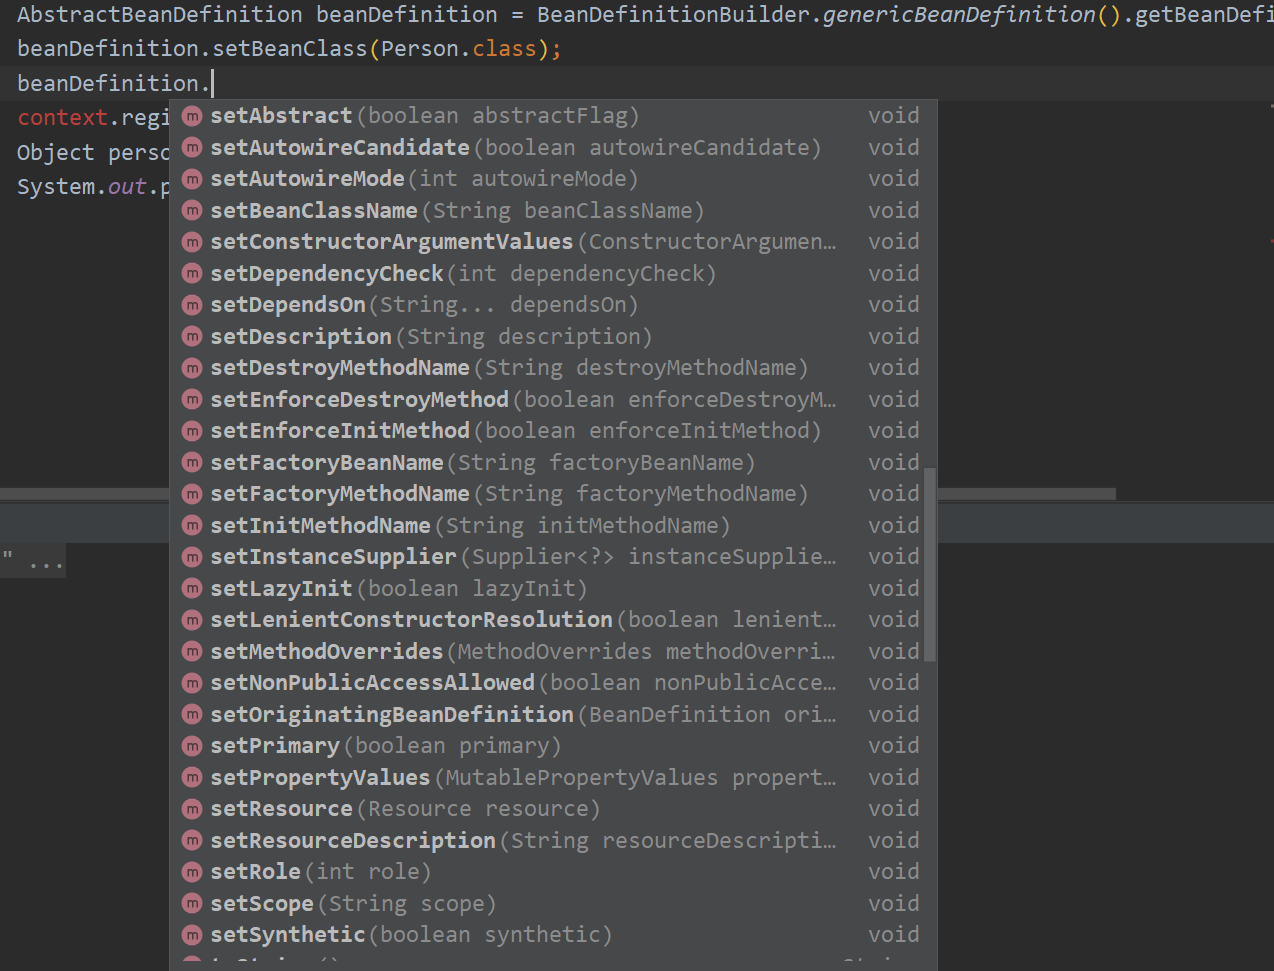 AbstractBeanDefinition beanDefinition = BeanDefinitionBuilder.genericBeanDefinition().getBeanDefi
beanDefinition.setBeanClass(Person.class);
beanDefinition.
context.regi
Object perso
System.out.p
m setAbstract(boolean abstractFlag) void
m setAutowireCandidate(boolean autowireCandidate) void
m setAutowireMode(int autowireMode) void
m setBeanClassName(String beanClassName) void
m setConstructorArgumentValues(ConstructorArgumen… void
m setDependencyCheck(int dependencyCheck) void
m setDependsOn(String... dependsOn) void
m setDescription(String description) void
m setDestroyMethodName(String destroyMethodName) void
m setEnforceDestroyMethod(boolean enforceDestroyM… void
m setEnforceInitMethod(boolean enforceInitMethod) void
m setFactoryBeanName(String factoryBeanName) void
m setFactoryMethodName(String factoryMethodName) void
m setInitMethodName(String initMethodName) void
" ...
m setInstanceSupplier(Supplier<?> instanceSupplie… void
m setLazyInit(boolean lazyInit) void
m setLenientConstructorResolution(boolean lenient… void
m setMethodOverrides(MethodOverrides methodOverri… void
m setNonPublicAccessAllowed(boolean nonPublicAcce… void
m setOriginatingBeanDefinition(BeanDefinition ori… void
m setPrimary(boolean primary) void
m setPropertyValues(MutablePropertyValues propert… void
m setResource(Resource resource) void
m setResourceDescription(String resourceDescripti… void
m setRole(int role) void
m setScope(String scope) void
m setSynthetic(boolean synthetic) void